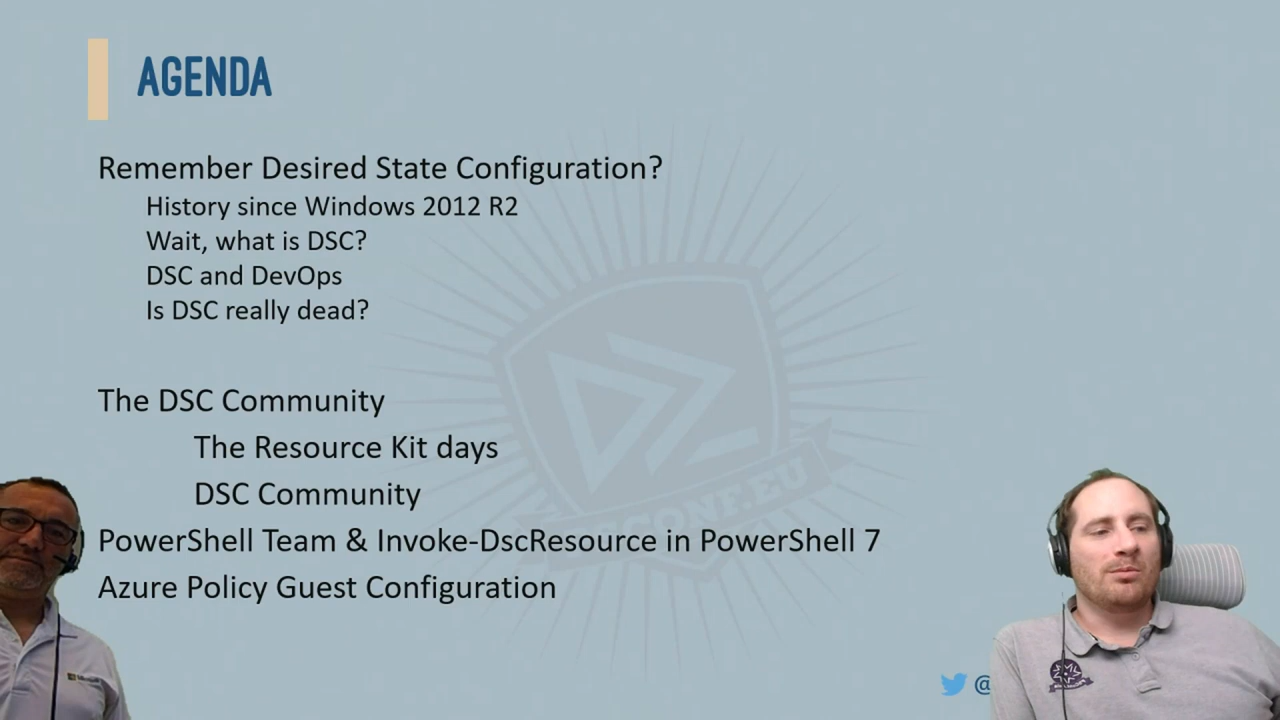 AGENDA
Remember Desired State Configuration?
History since Windows 2012 R2
Wait, what is DSC?
DSC and DevOps
Is DSC really dead?
The DSC Community
The Resource Kit days
DSC Community
PowerShell Team & Invoke-DscResource in PowerShell 7
Azure Policy Guest Configuration
PSCONF.EU
@